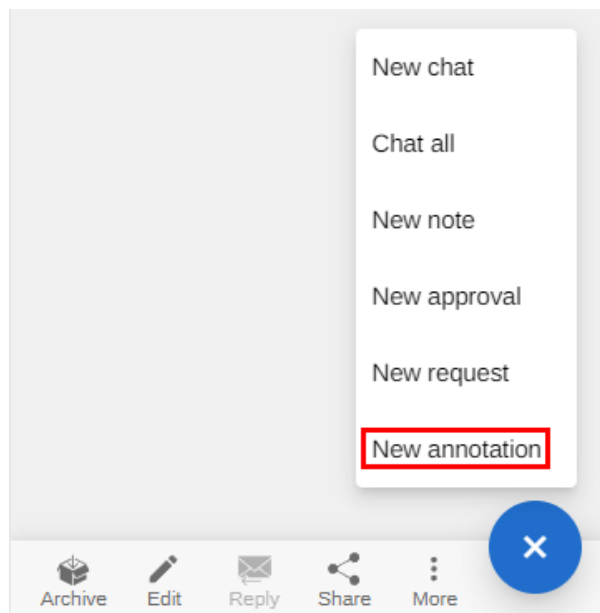 New chat
Chat all
New note
New approval
New request
New annotation
Archive Edit Reply Share More